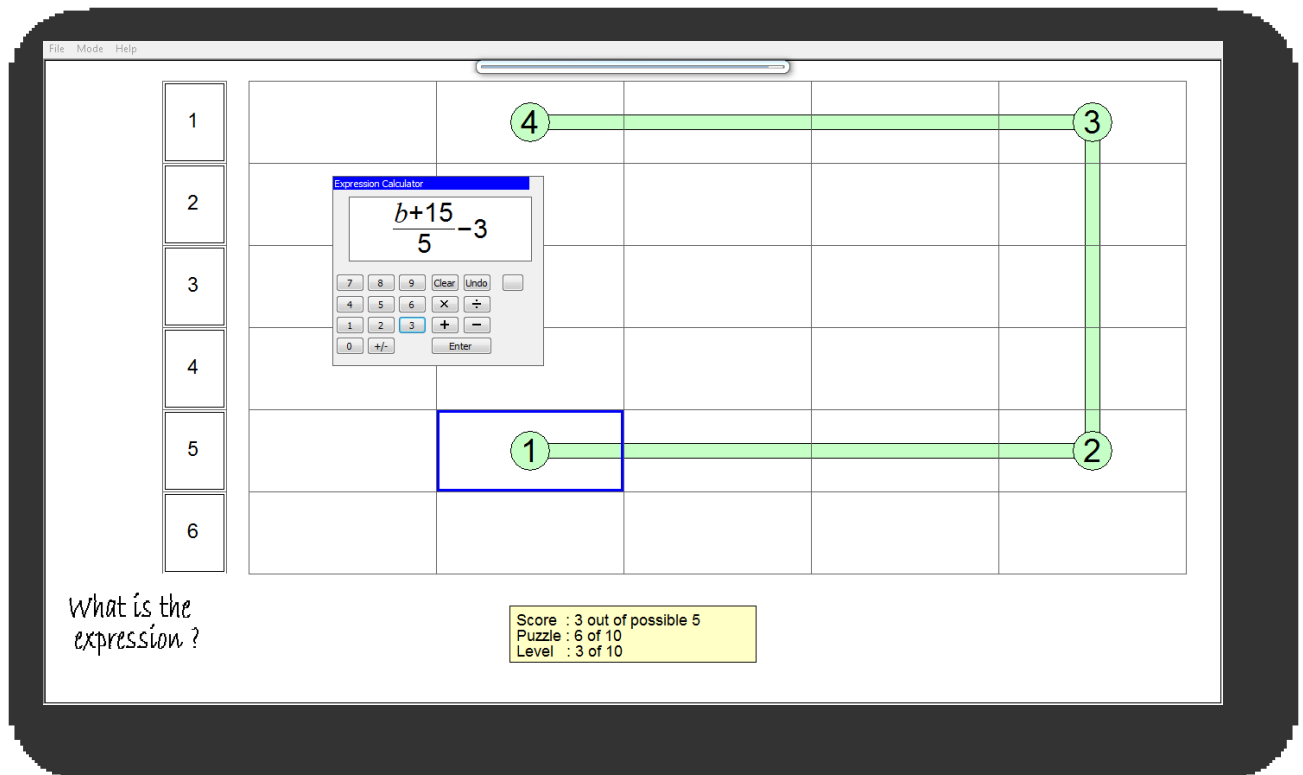 File Mode Help
1
4
3
2
Expression Calculator
b+15
5
−3
3
7 8 9 Clear Undo
4 5 6 × ÷
1 2 3 + −
0 +/- Enter
4
5
1
2
6
What is the
expression ?
Score : 3 out of possible 5
Puzzle : 6 of 10
Level : 3 of 10